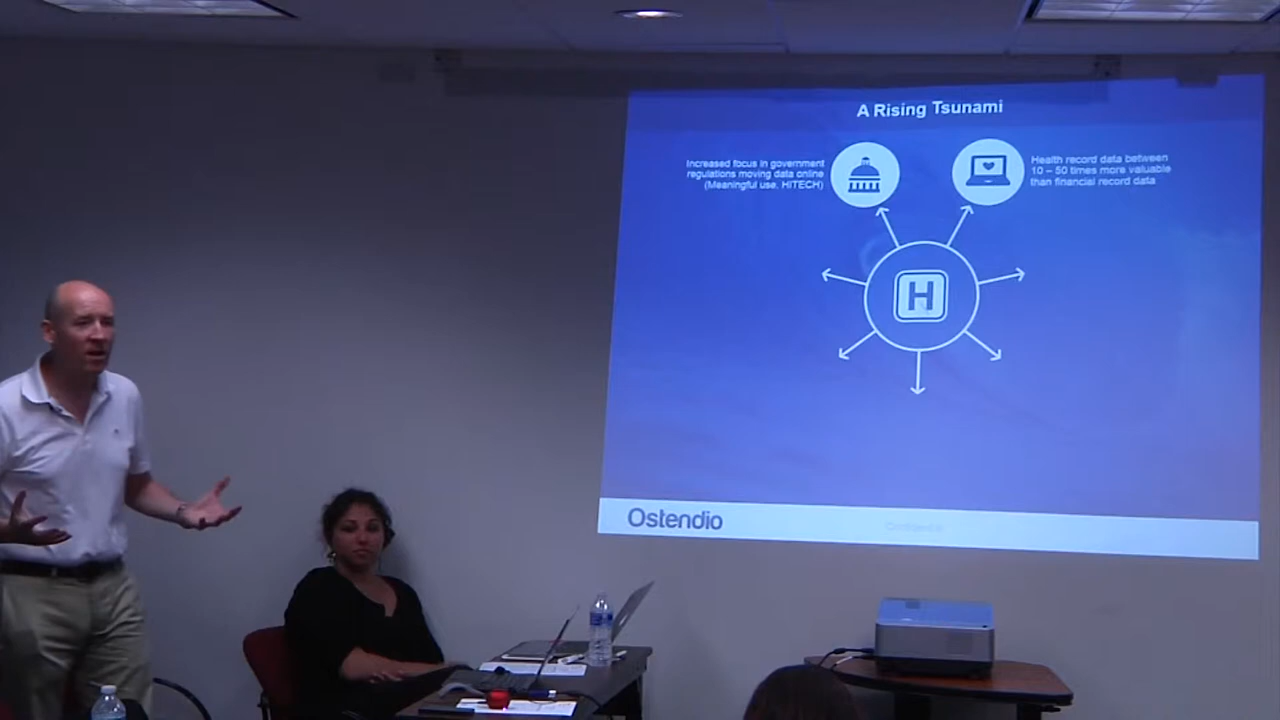 A Rising Tsunami
Increased focus in government
regulations moving data online
(Meaningful use, HITECH)
Health record data between
10 – 50 times more valuable
than financial record data
H
Ostendio